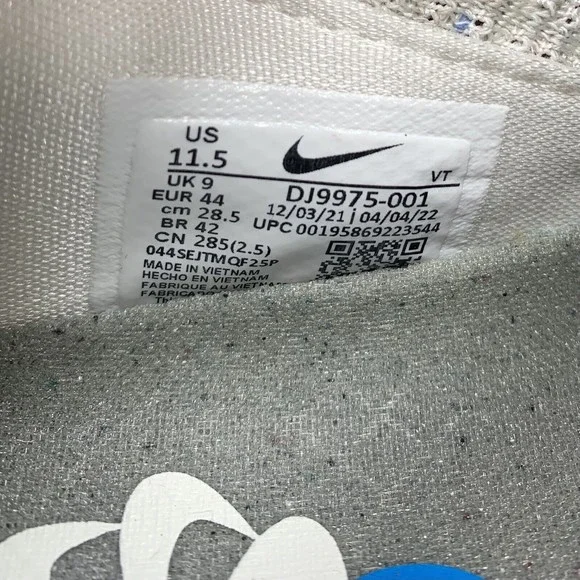 US
11.5
VT
UK 9
EUR 44
cm 28.5
BR 42
CN 285(2.5)
DJ9975-001
12/03/21 | 04/04/22
UPC 00195869223544
044SEJTMQF25P
MADE IN VIETNAM
HECHO EN VIETNAM
FABRIQUE AU VIETNAM